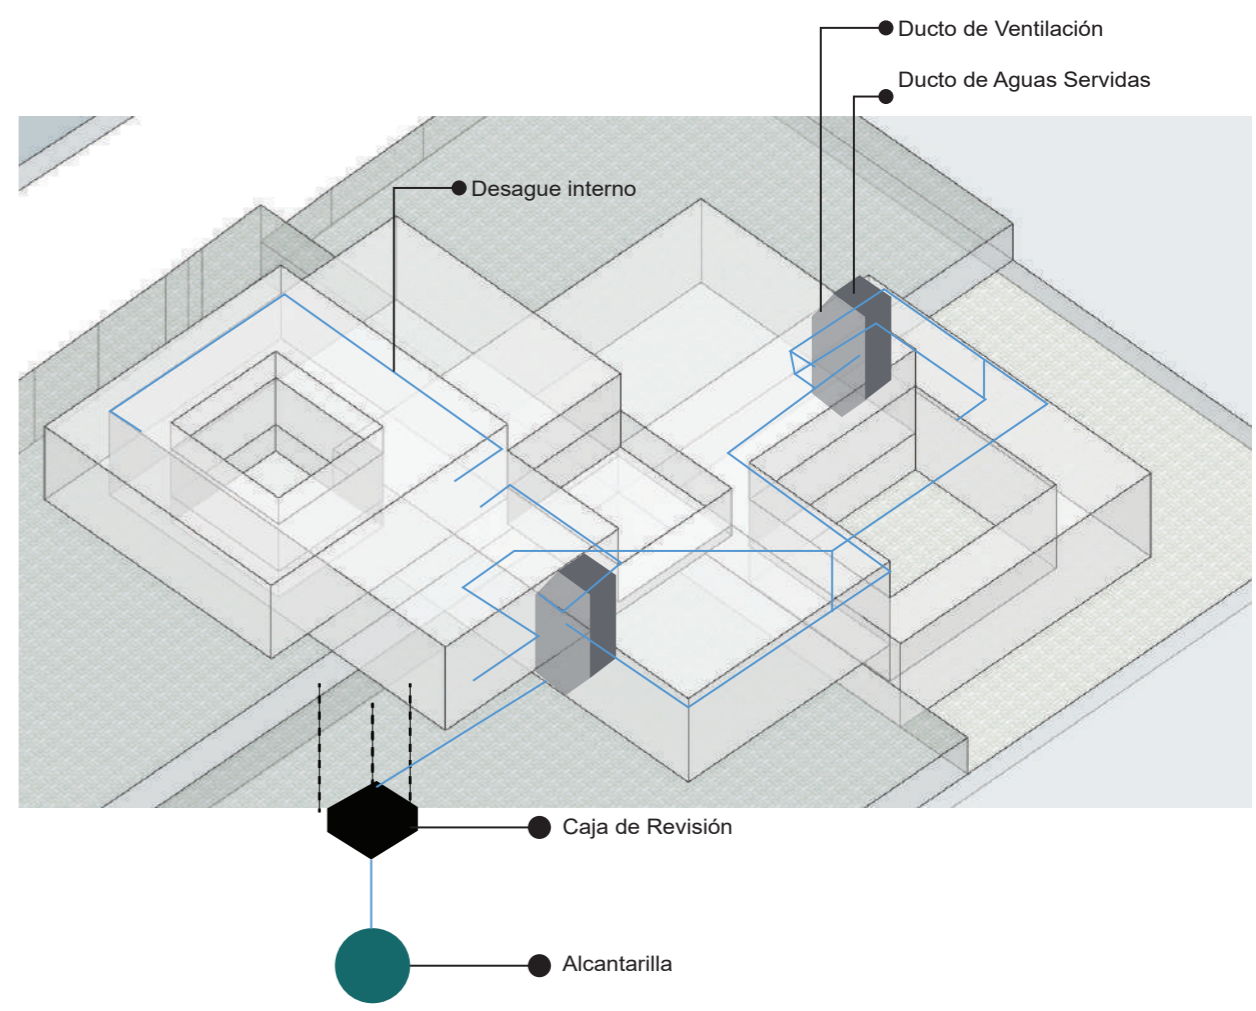 Ducto de Ventilación
Ducto de Aguas Servidas
Desague interno
Caja de Revisión
Alcantarilla